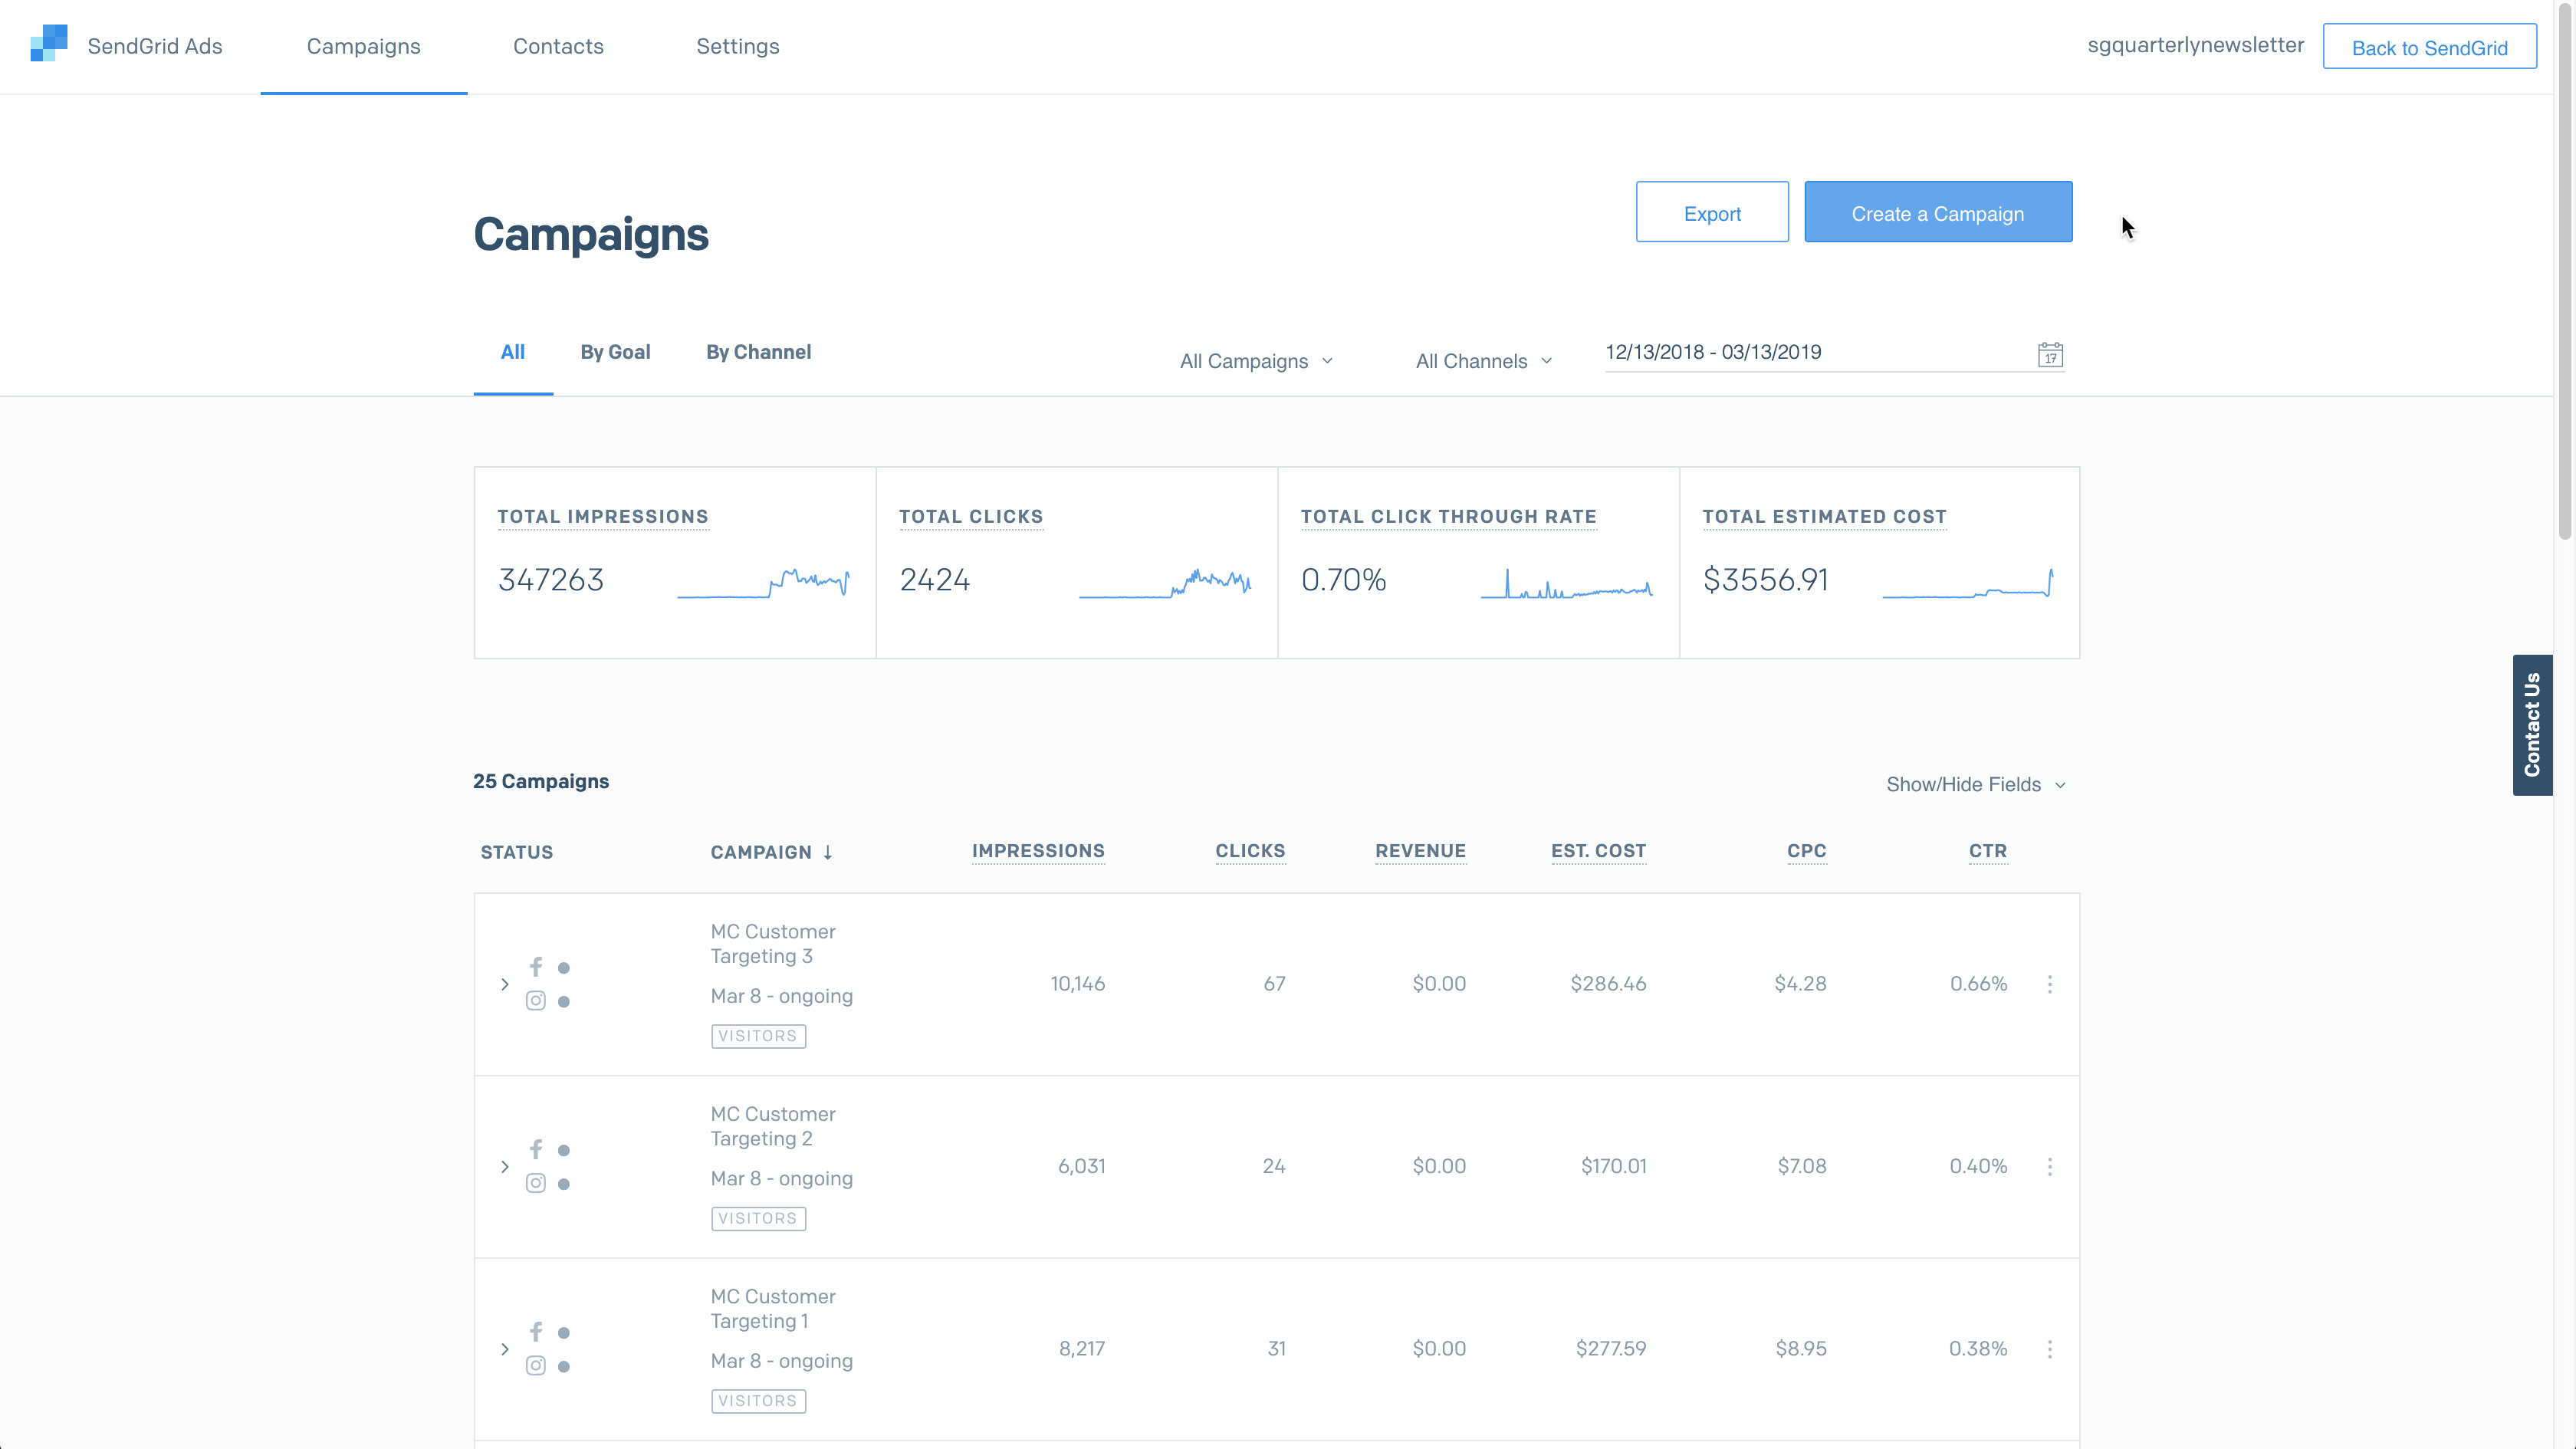 SendGrid Ads Campaigns Contacts Settings sgquarterlynewsletter Back to SendGrid
Campaigns Export Create a Campaign
All By Goal By Channel All Campaigns All Channels 12/13/2018 - 03/13/2019 17
TOTAL IMPRESSIONS TOTAL CLICKS TOTAL CLICK THROUGH RATE TOTAL ESTIMATED COST
347263 2424 0.70% $3556.91
Contact Us
25 Campaigns Show/Hide Fields
STATUS CAMPAIGN ↓ IMPRESSIONS CLICKS REVENUE EST. COST CPC CTR
MC Customer
Targeting 3
Mar 8 - ongoing 10,146 67 $0.00 $286.46 $4.28 0.66%
VISITORS
MC Customer
Targeting 2
Mar 8 - ongoing 6,031 24 $0.00 $170.01 $7.08 0.40%
VISITORS
MC Customer
Targeting 1
Mar 8 - ongoing 8,217 31 $0.00 $277.59 $8.95 0.38%
VISITORS